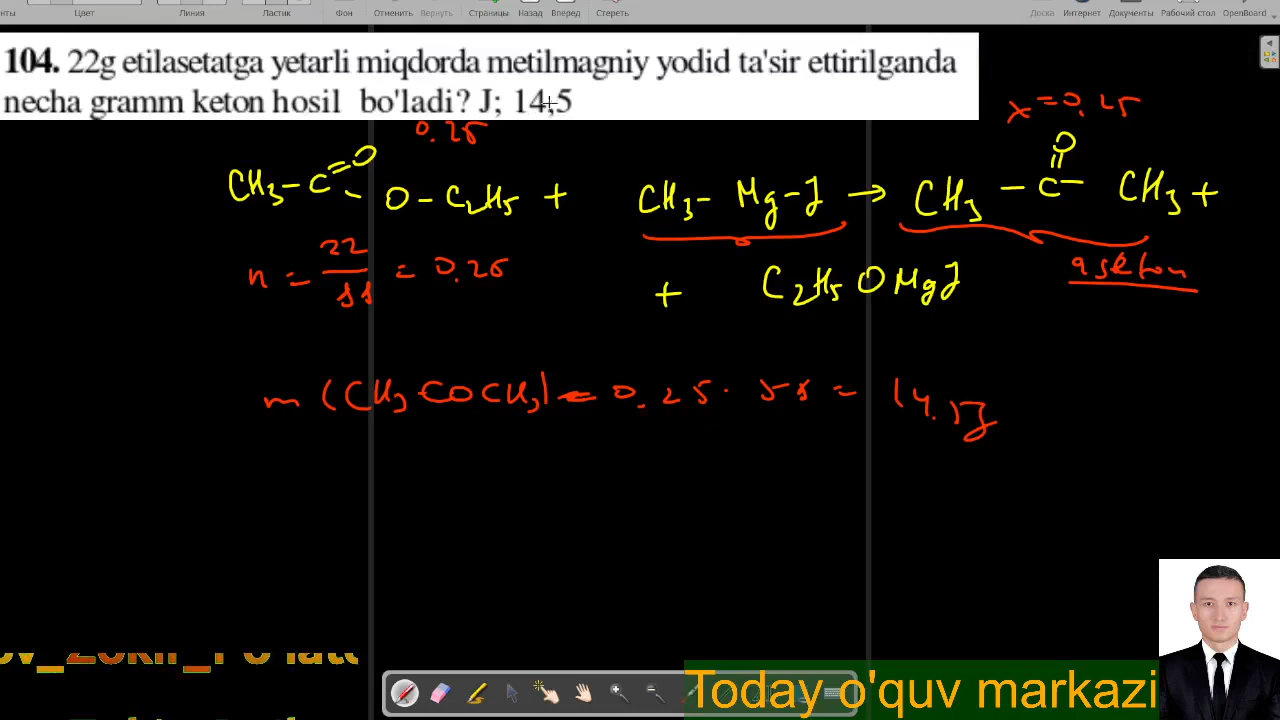 Цвет Линия Ластик Фон Отменить Вернуть Страницы Назад Вперед Стереть Доска Интернет Документы Рабочий стол OpenBoard
104. 22g etilasetatga yetarli miqdorda metilmagniy yodid ta'sir ettirilganda
necha gramm keton hosil bo'ladi? J; 14,5
0.25
x = 0.25
O
CH3 - C = O
O - C2H5 + CH3 - Mg - J → CH3 - C - CH3 +
n = 22/88 = 0.25
+ C2H5OMgJ
aseton
m (CH3COCH3) = 0.25 · 58 = 14.5g
Today o'quv markazi